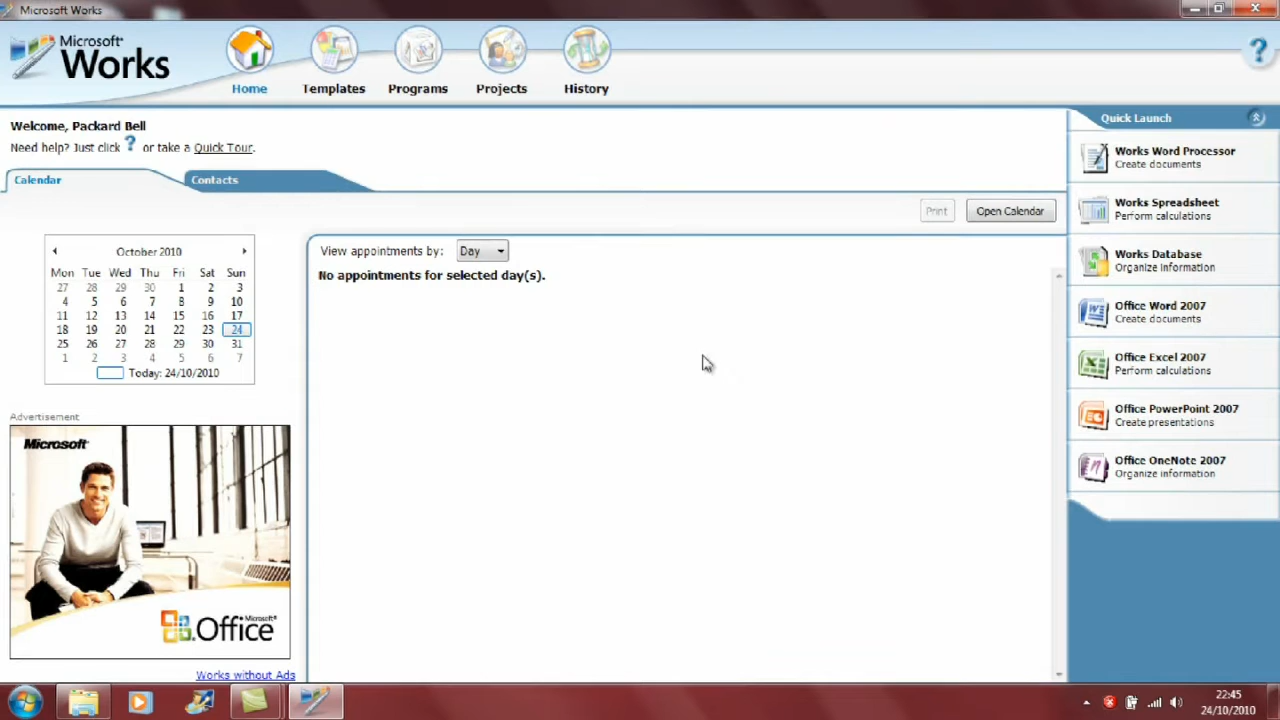 Microsoft Works
Microsoft® Works
Home
Templates
Programs
Projects
History
Welcome, Packard Bell
Need help? Just click ? or take a Quick Tour.
Calendar
Contacts
Print
Open Calendar
October 2010
Mon Tue Wed Thu Fri Sat Sun
27 28 29 30 1 2 3
4 5 6 7 8 9 10
11 12 13 14 15 16 17
18 19 20 21 22 23 24
25 26 27 28 29 30 31
1 2 3 4 5 6 7
Today: 24/10/2010
View appointments by: Day
No appointments for selected day(s).
Advertisement
Microsoft
Microsoft® Office
Works without Ads
Quick Launch
Works Word Processor
Create documents
Works Spreadsheet
Perform calculations
Works Database
Organize information
Office Word 2007
Create documents
Office Excel 2007
Perform calculations
Office PowerPoint 2007
Create presentations
Office OneNote 2007
Organize information
22:45
24/10/2010